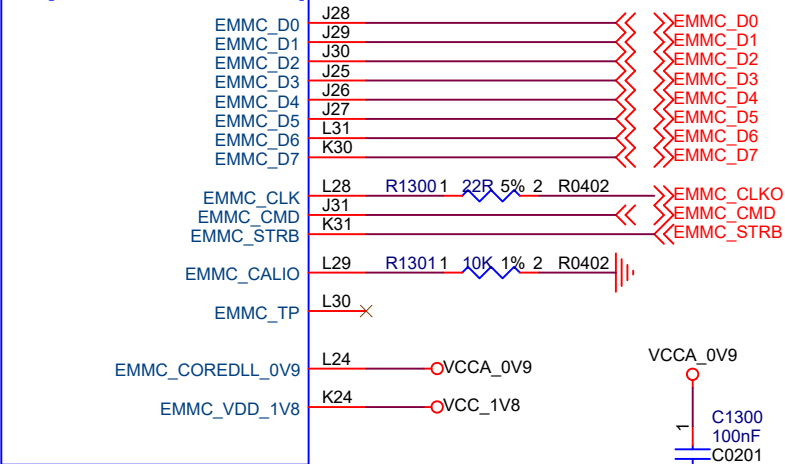 EMMC_D0 J28 EMMC_D0
EMMC_D1 J29 EMMC_D1
EMMC_D2 J30 EMMC_D2
EMMC_D3 J25 EMMC_D3
EMMC_D4 J26 EMMC_D4
EMMC_D5 J27 EMMC_D5
EMMC_D6 L31 EMMC_D6
EMMC_D7 K30 EMMC_D7
EMMC_CLK L28 R1300 1 22R 5% 2 R0402 EMMC_CLKO
EMMC_CMD J31 EMMC_CMD
EMMC_STRB K31 EMMC_STRB
EMMC_CALIO L29 R1301 1 10K 1% 2 R0402
EMMC_TP L30
EMMC_COREDLL_0V9 L24 VCCA_0V9
EMMC_VDD_1V8 K24 VCC_1V8
VCCA_0V9
1
C1300
100nF
C0201